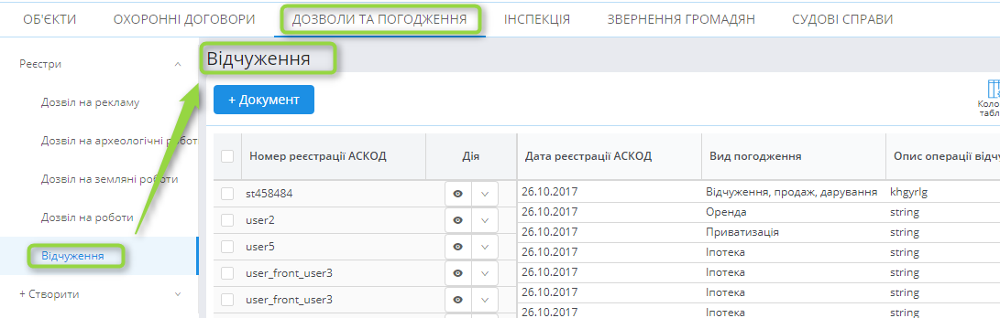 ОБ'ЄКТИ ОХОРОННІ ДОГОВОРИ ДОЗВОЛИ ТА ПОГОДЖЕННЯ ІНСПЕКЦІЯ ЗВЕРНЕННЯ ГРОМАДЯН СУДОВІ СПРАВИ
Реєстри
Дозвіл на рекламу
Дозвіл на археологічні робот
Дозвіл на земляні роботи
Дозвіл на роботи
Відчуження
+ Створити
Відчуження
+ Документ
Коло
табл
Номер реєстрації АСКОД Дія Дата реєстрації АСКОД Вид погодження Опис операції відчу
st458484 26.10.2017 Відчуження, продаж, дарування khgyrlg
user2 26.10.2017 Оренда string
user5 26.10.2017 Приватизація string
user_front_user3 26.10.2017 Іпотека string
user_front_user3 26.10.2017 Іпотека string
26.10.2017 Іпотека string
26.10.2017 Іпотека string